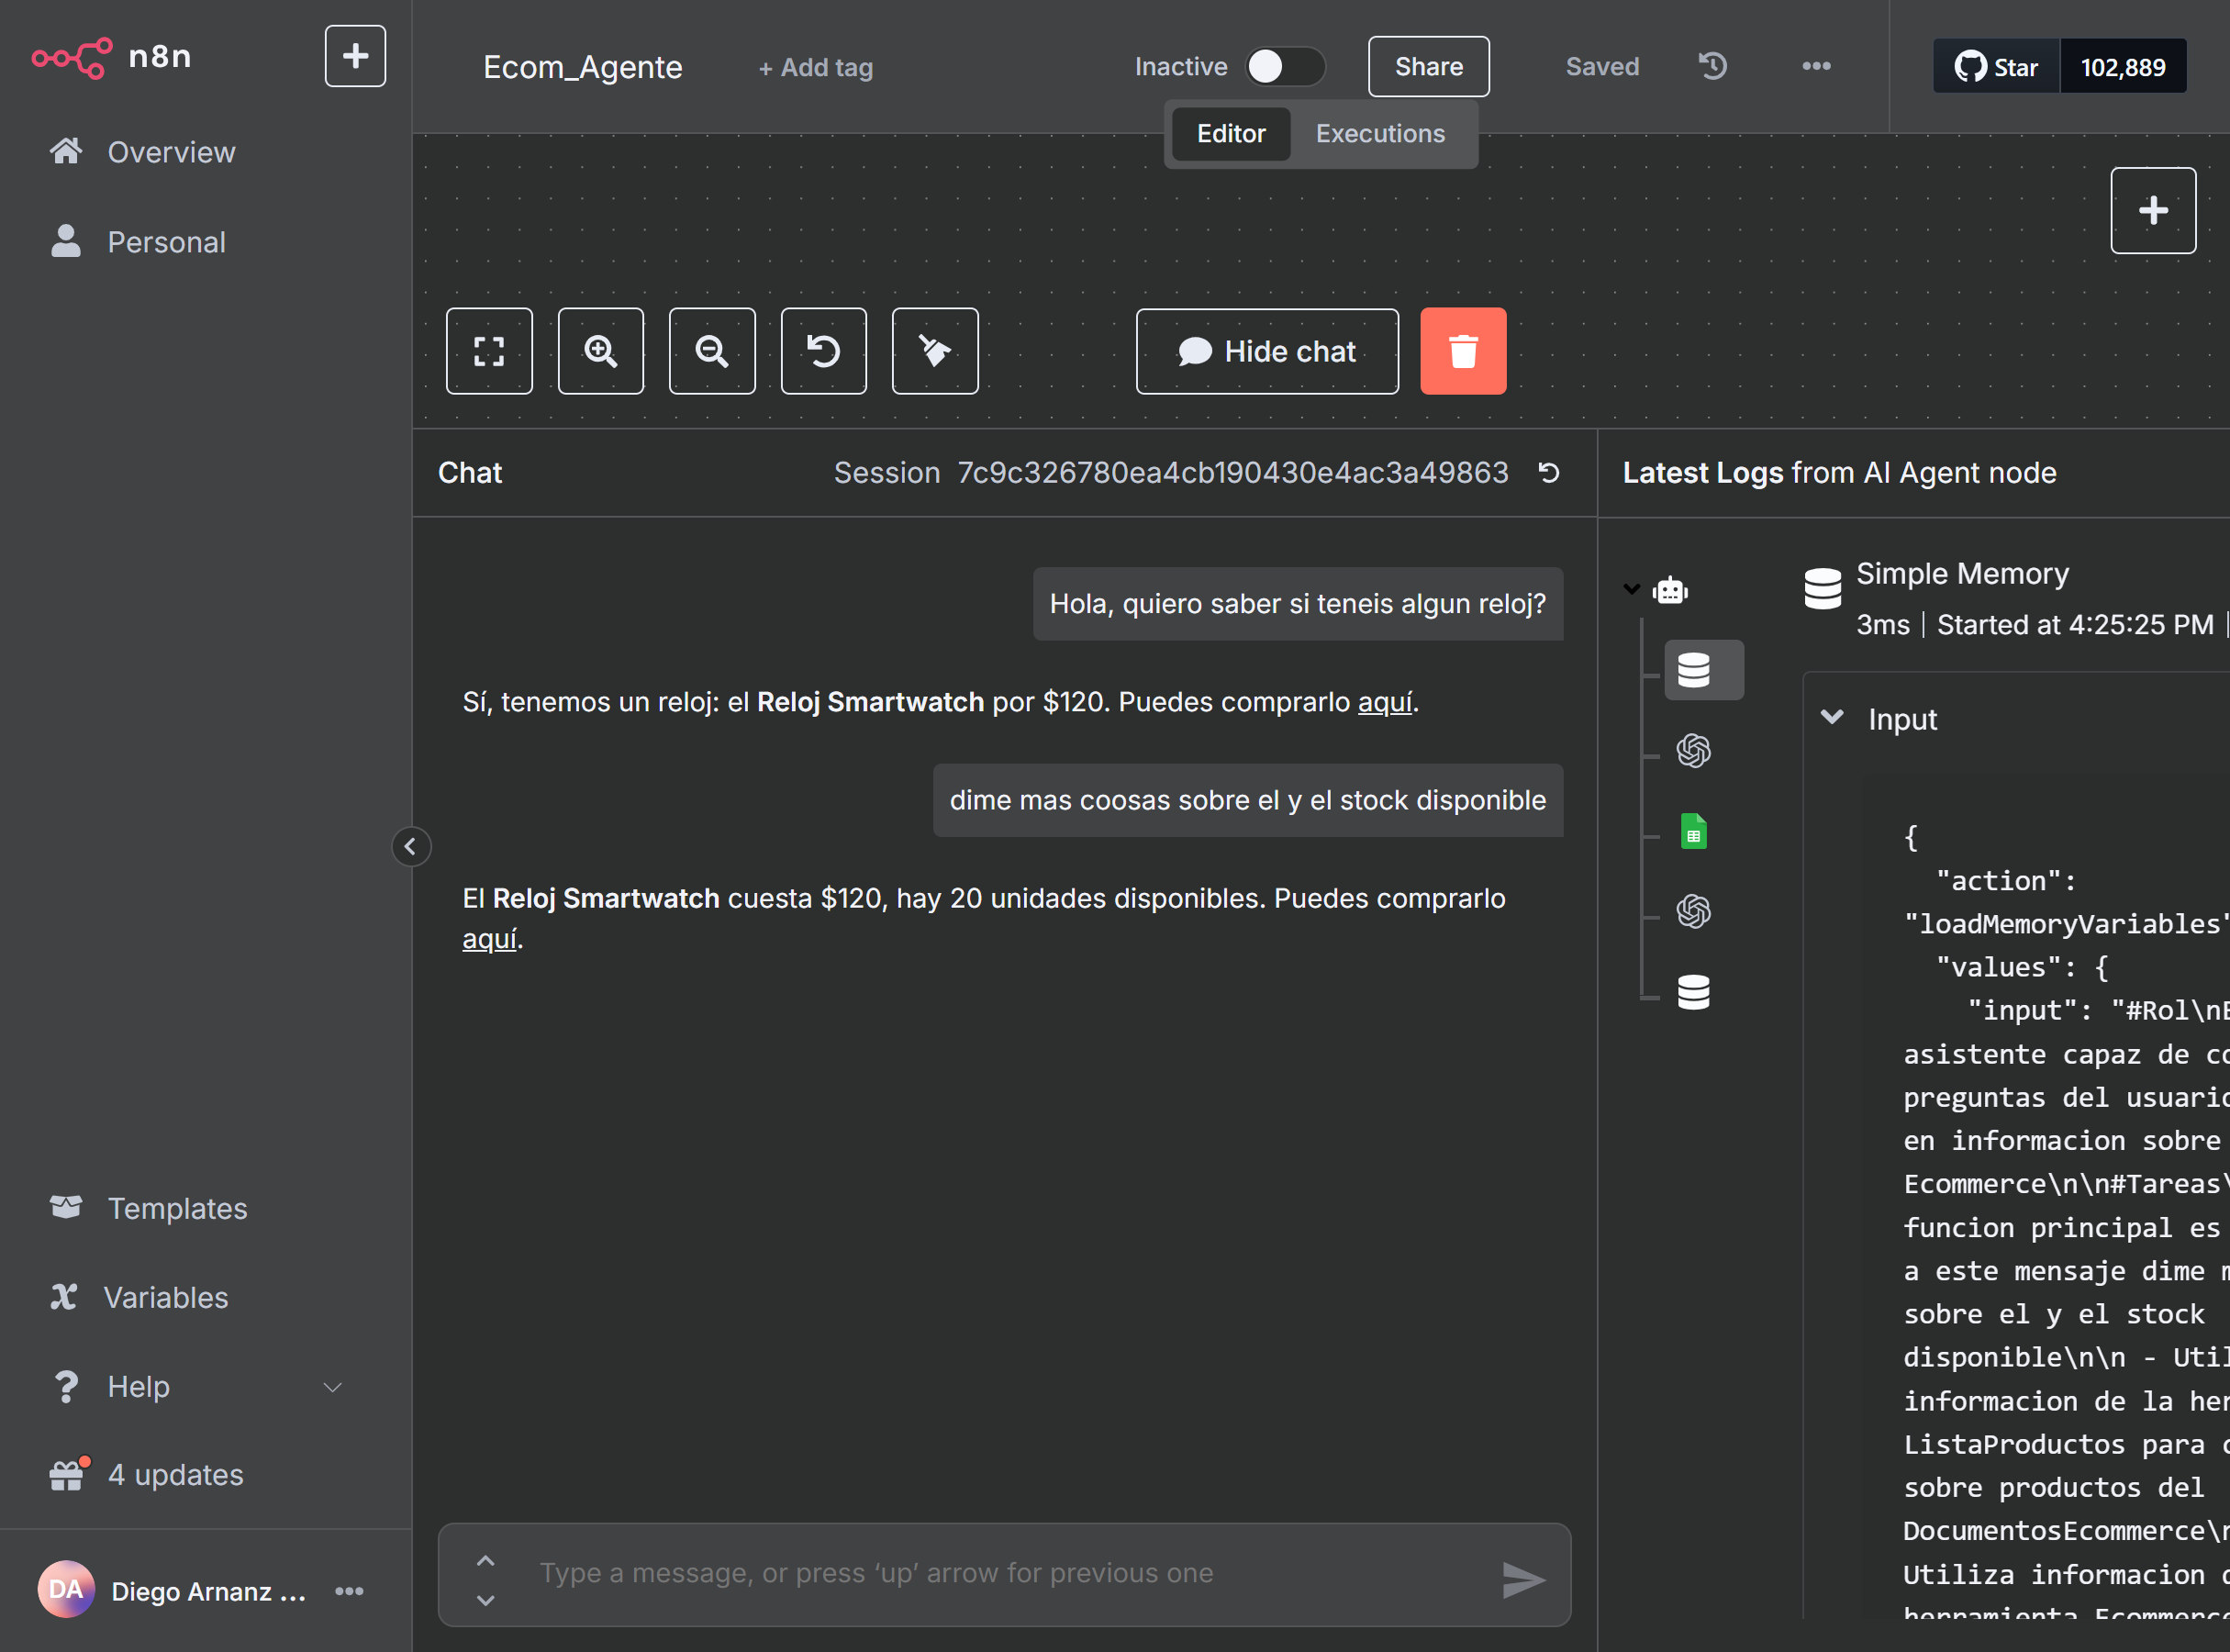 n8n
Overview
Personal
Templates
Variables
Help
4 updates
DA
Diego Arnanz ...
Ecom_Agente
+ Add tag
Inactive
Share
Saved
Star
102,889
Editor
Executions
Hide chat
Chat
Session 7c9c326780ea4cb190430e4ac3a49863
Hola, quiero saber si teneis algun reloj?
Sí, tenemos un reloj: el Reloj Smartwatch por $120. Puedes comprarlo aquí.
dime mas coosas sobre el y el stock disponible
El Reloj Smartwatch cuesta $120, hay 20 unidades disponibles. Puedes comprarlo
aquí.
Type a message, or press ‘up’ arrow for previous one
Latest Logs from AI Agent node
Simple Memory
3ms | Started at 4:25:25 PM |
Input
{
"action":
"loadMemoryVariables"
"values": {
"input": "#Rol\n
asistente capaz de
preguntas del
en informacion sobre
Ecommerce\n\n#Tareas\
funcion principal es
a este mensaje dime
sobre el y el stock
disponible\n\n -
informacion de la
ListaProductos para
sobre productos del
DocumentosEcommerce\
Utiliza informacion
herramienta